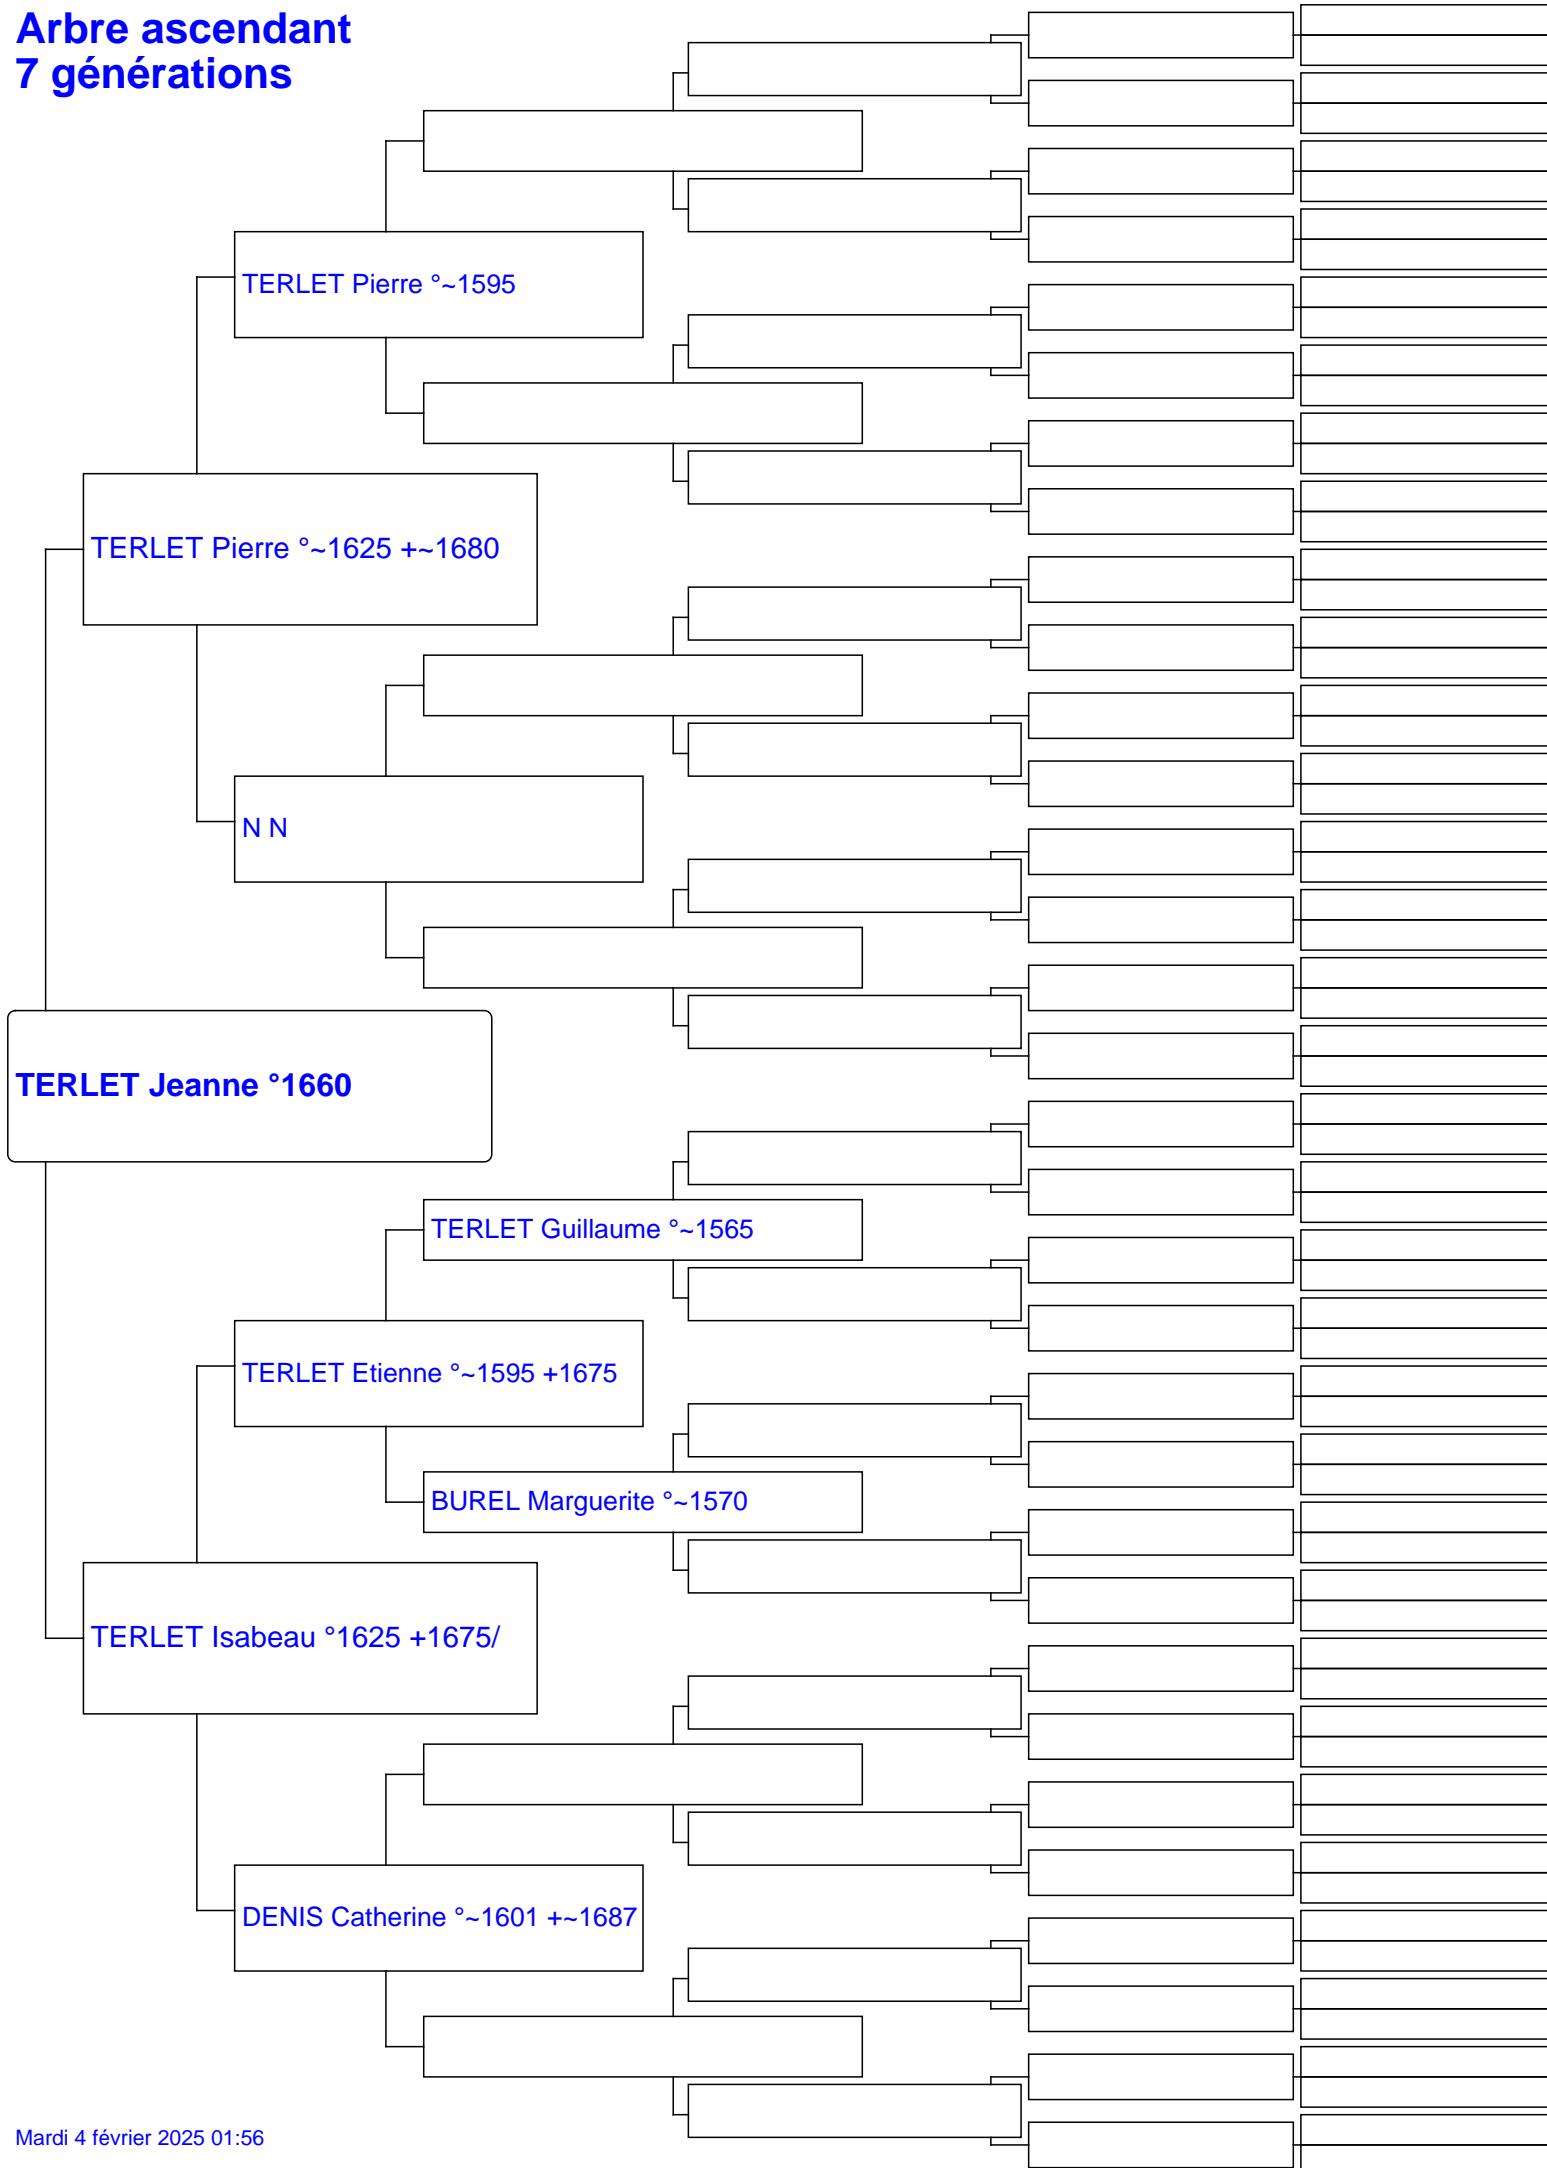 Arbre ascendant
7 générations
TERLET Pierre °~1595
TERLET Pierre °~1625 +~1680
N N
TERLET Jeanne °1660
TERLET Guillaume °~1565
TERLET Etienne °~1595 +1675
BUREL Marguerite °~1570
TERLET Isabeau °1625 +1675/
DENIS Catherine °~1601 +~1687
Mardi 4 février 2025 01:56